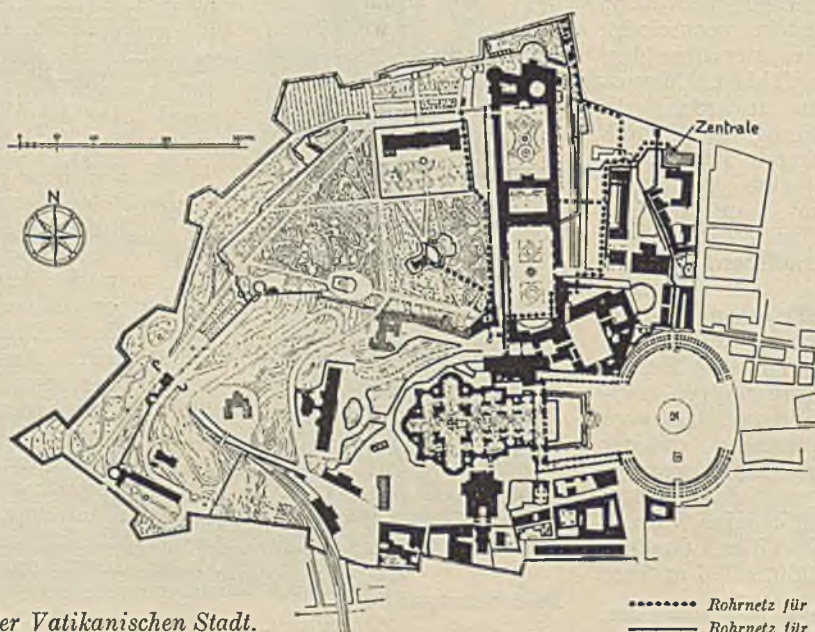 Zentrale
N
er Vatikanischen Stadt.
Rohrnetz für
Rohrnetz für